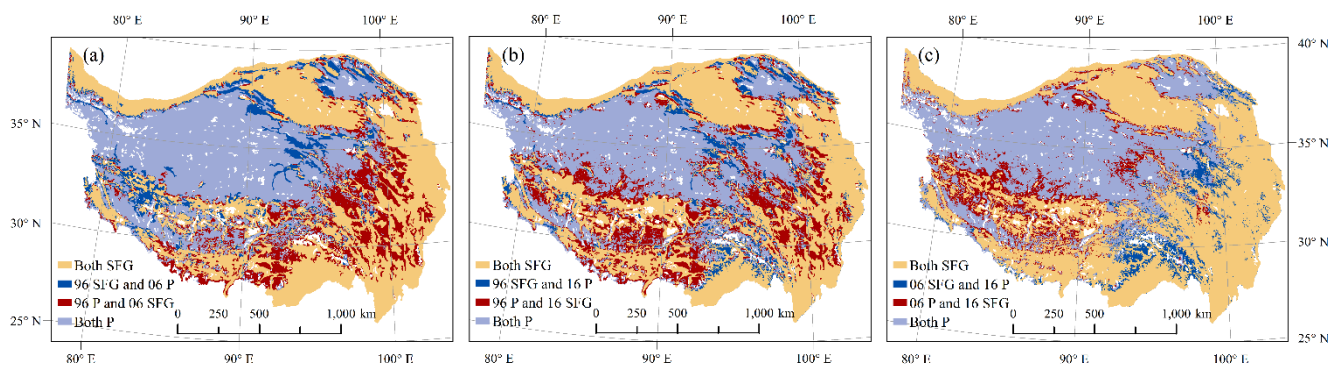 80° E 90° E 100° E 80° E 90° E 100° E 80° E 90° E 100° E
(a) (b) (c) 40° N
35° N 35° N
30° N 30° N
25° N 25° N
Both SFG Both SFG Both SFG
96 SFG and 06 P 96 SFG and 16 P 06 SFG and 16 P
96 P and 06 SFG 96 P and 16 SFG 06 P and 16 SFG
Both P Both P Both P
0 250 500 1,000 km 0 250 500 1,000 km 0 250 500 1,000 km
80° E 90° E 100° E 80° E 90° E 100° E 80° E 90° E 100° E